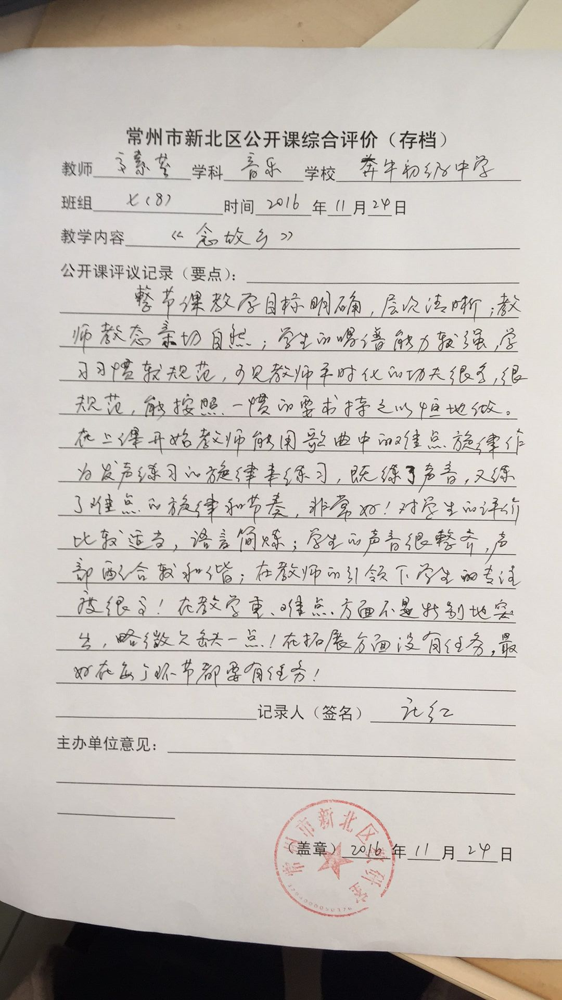 常州市新北区公开课综合评价（存档）
教师 学科 音乐 学校 奔牛初级中学
班组 七（8） 时间 2016 年 11 月 24 日
教学内容 《念故乡》
公开课评议记录（要点）：
整节课教学目标明确，层次清晰；教
师教态亲切自然；学生的唱谱能力较强，学
习习惯较规范，可见教师平时化的功夫很多，很
规范，能按照一惯的要求持之以恒地做。
在上课开始教师能用歌曲中的难点旋律作
为发声练习的旋律来练习，既练了声音，又练
了难点的旋律和节奏，非常好！对学生的评价
比较适当，语言简炼；学生的声音很整齐，声
部配合较和谐；在教师的引领下学生的专注
度很高！在教学重、难点方面不是特别地突
出，略微欠缺一点！在拓展方面没有任务，最
好在每个环节都要有任务！
记录人（签名） 红
主办单位意见：
（盖章）2016 年 11 月 24 日
常州市新北区教研室